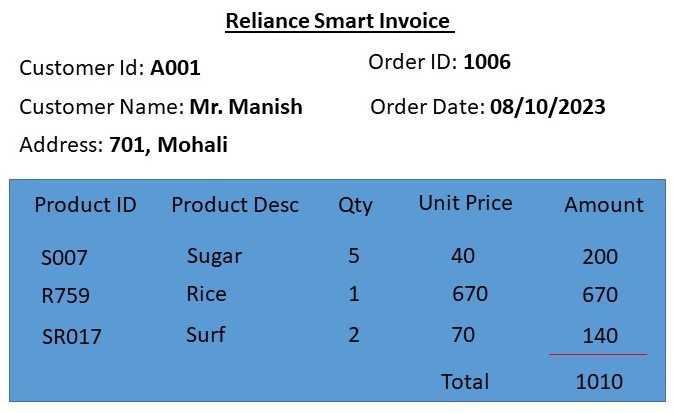 Reliance Smart Invoice
Customer Id: A001 Order ID: 1006
Customer Name: Mr. Manish Order Date: 08/10/2023
Address: 701, Mohali
Product ID Product Desc Qty Unit Price Amount
S007 Sugar 5 40 200
R759 Rice 1 670 670
SR017 Surf 2 70 140
Total 1010